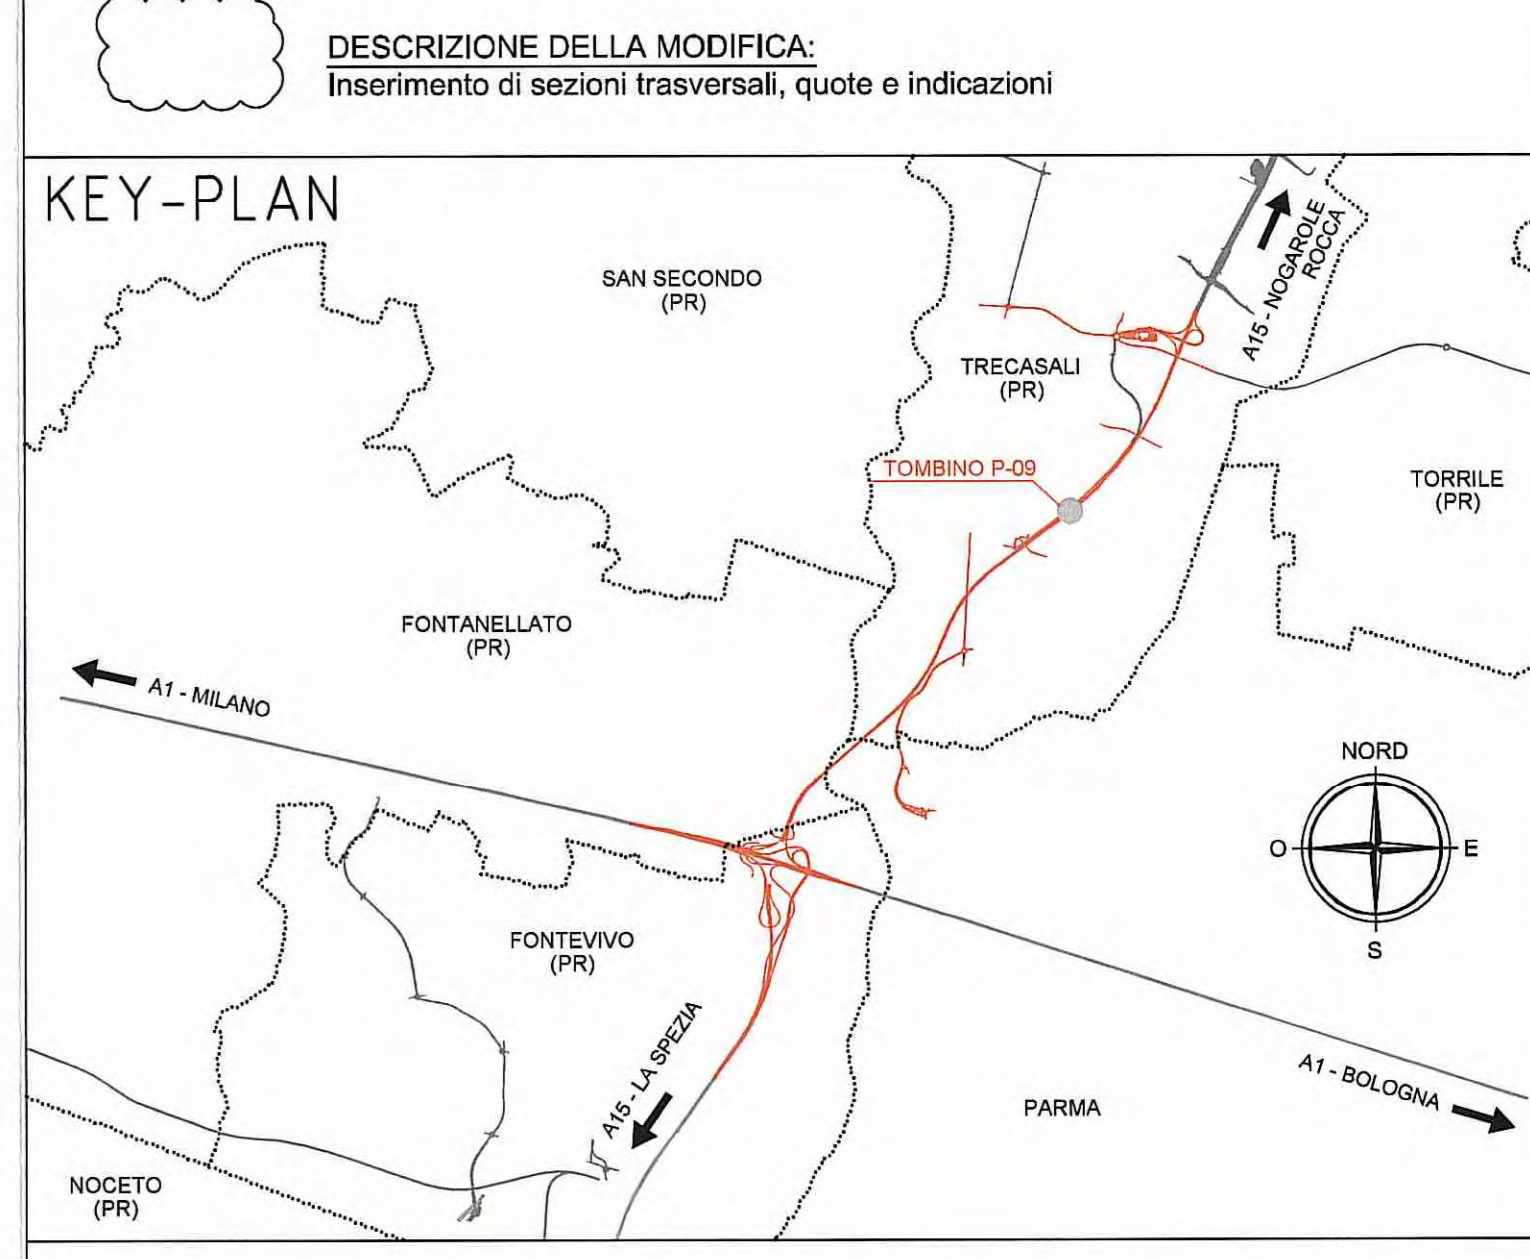 DESCRIZIONE DELLA MODIFICA:
Inserimento di sezioni trasversali, quote e indicazioni
KEY-PLAN
SAN SECONDO
(PR)
A15 - NOGAROLE
ROCCA
TRECASALI
(PR)
TOMBINO P-09
TORRILE
(PR)
FONTANELLATO
(PR)
A1 - MILANO
NORD
O
E
S
FONTEVIVO
(PR)
A15 - LA SPEZIA
A1 - BOLOGNA
PARMA
NOCETO
(PR)